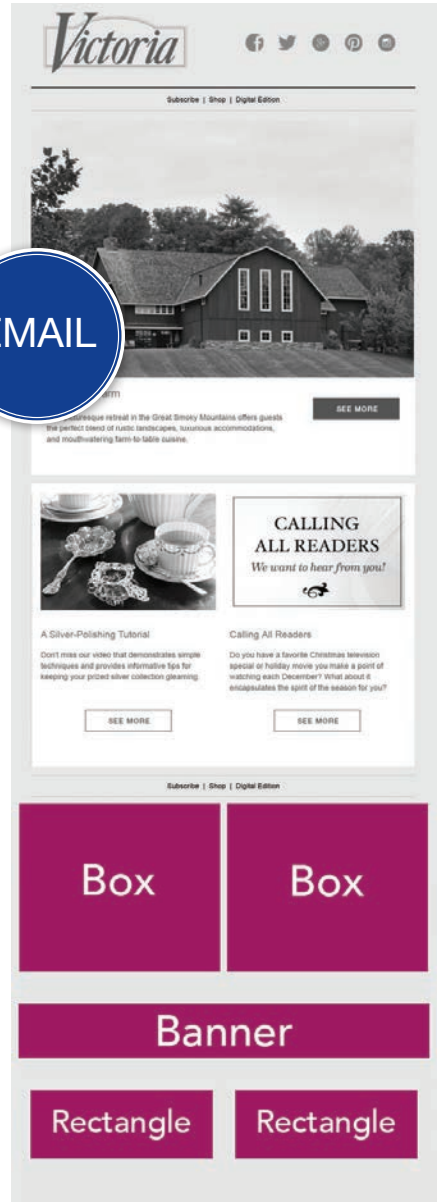 Victoria
Subscribe | Shop | Digital Edition
EMAIL
SEE MORE
retreat in the Great Smoky Mountains offers guests
the perfect blend of rustic landscapes, luxurious accommodations,
and mouthwatering farm-to-table cuisine.
CALLING
ALL READERS
We want to hear from you!
A Silver-Polishing Tutorial
Don't miss our video that demonstrates simple
techniques and provides informative tips for
keeping your prized silver collection gleaming.
SEE MORE
Calling All Readers
Do you have a favorite Christmas television
special or holiday movie you make a point of
watching each December? What about it
encapsulates the spirit of the season for you?
SEE MORE
Subscribe | Shop | Digital Edition
Box
Box
Banner
Rectangle
Rectangle